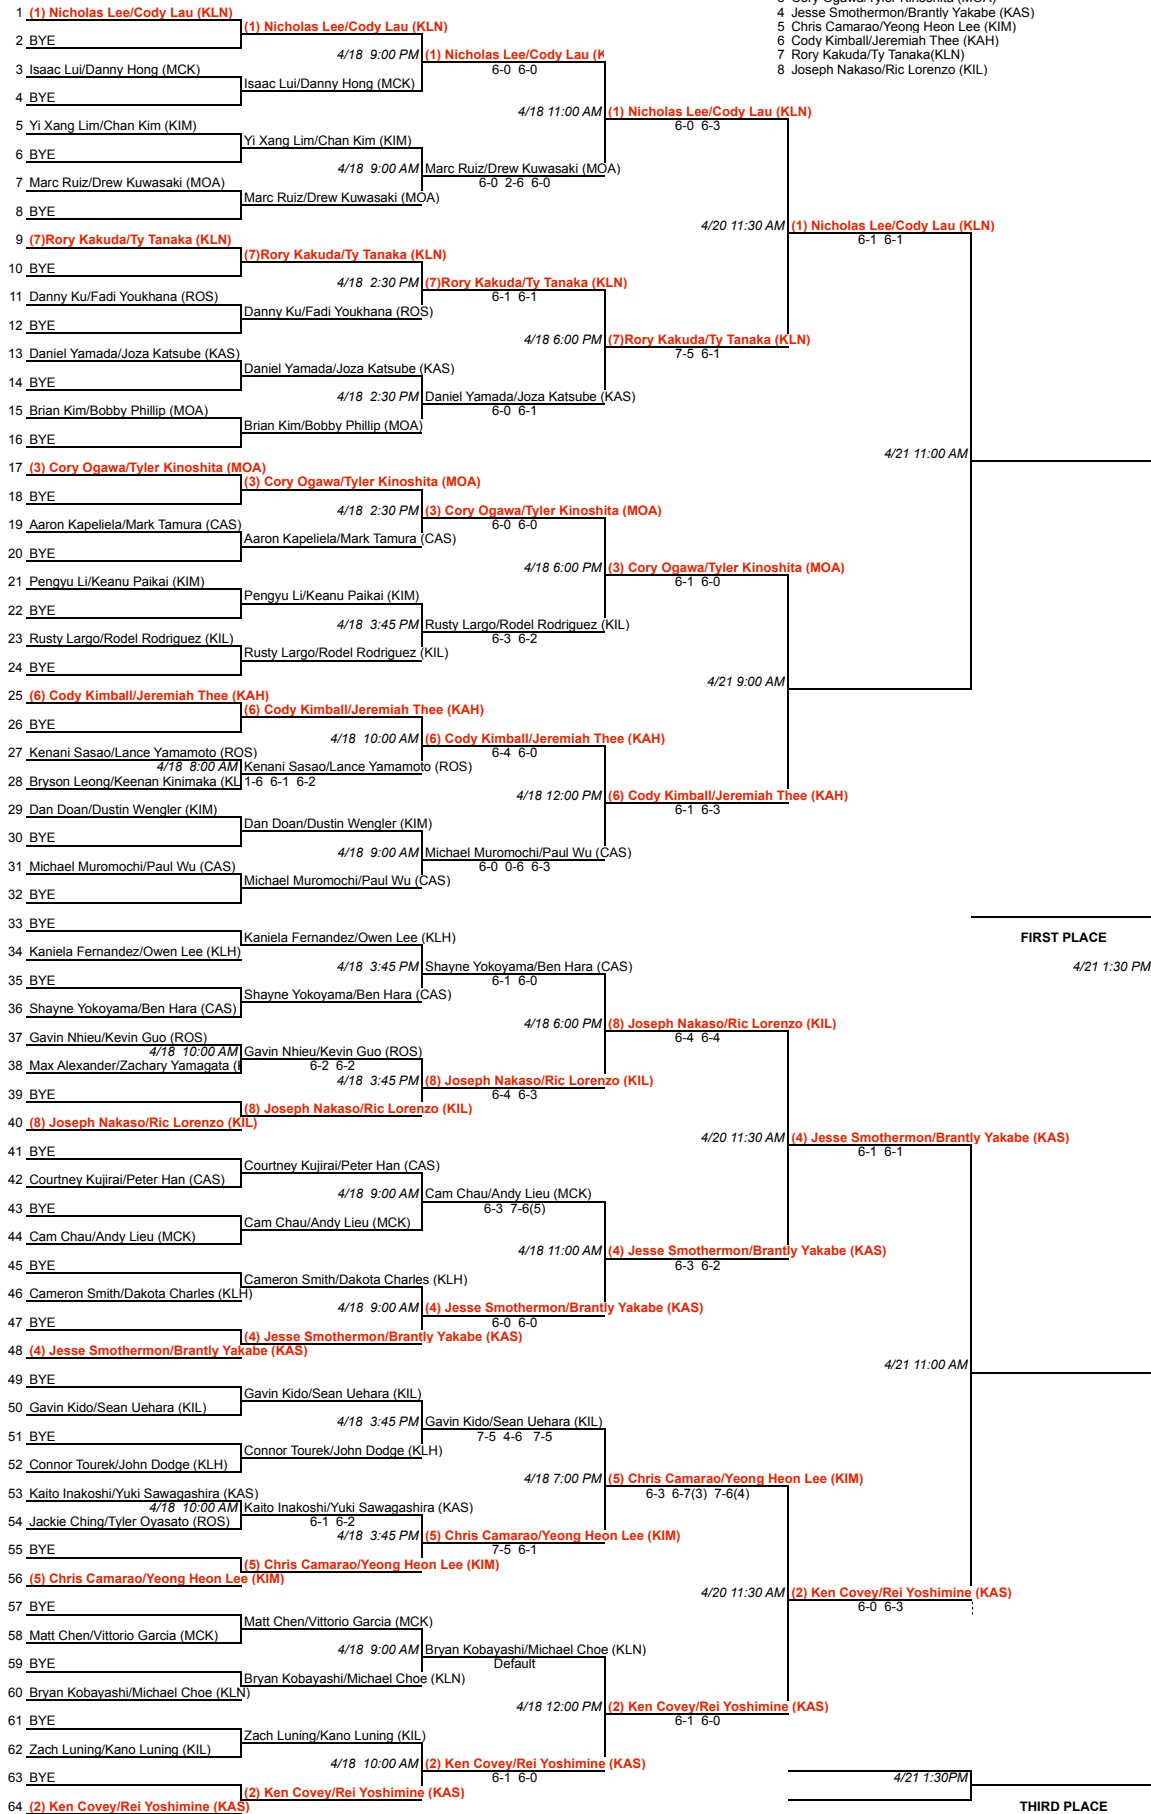 3 Cory Ogawa/Tyler Kinoshita (MOA)
4 Jesse Smothermon/Brantly Yakabe (KAS)
5 Chris Camarao/Yeong Heon Lee (KIM)
6 Cody Kimball/Jeremiah Thee (KAH)
7 Rory Kakuda/Ty Tanaka(KLN)
8 Joseph Nakaso/Ric Lorenzo (KIL)
1 (1) Nicholas Lee/Cody Lau (KLN)
(1) Nicholas Lee/Cody Lau (KLN)
2 BYE
4/18 9:00 PM (1) Nicholas Lee/Cody Lau (K
6-0 6-0
3 Isaac Lui/Danny Hong (MCK)
Isaac Lui/Danny Hong (MCK)
4 BYE
4/18 11:00 AM (1) Nicholas Lee/Cody Lau (KLN)
6-0 6-3
5 Yi Xang Lim/Chan Kim (KIM)
Yi Xang Lim/Chan Kim (KIM)
6 BYE
4/18 9:00 AM Marc Ruiz/Drew Kuwasaki (MOA)
6-0 2-6 6-0
7 Marc Ruiz/Drew Kuwasaki (MOA)
Marc Ruiz/Drew Kuwasaki (MOA)
8 BYE
4/20 11:30 AM (1) Nicholas Lee/Cody Lau (KLN)
6-1 6-1
9 (7)Rory Kakuda/Ty Tanaka (KLN)
(7)Rory Kakuda/Ty Tanaka (KLN)
10 BYE
4/18 2:30 PM (7)Rory Kakuda/Ty Tanaka (KLN)
6-1 6-1
11 Danny Ku/Fadi Youkhana (ROS)
Danny Ku/Fadi Youkhana (ROS)
12 BYE
4/18 6:00 PM (7)Rory Kakuda/Ty Tanaka (KLN)
7-5 6-1
13 Daniel Yamada/Joza Katsube (KAS)
Daniel Yamada/Joza Katsube (KAS)
14 BYE
4/18 2:30 PM Daniel Yamada/Joza Katsube (KAS)
6-0 6-1
15 Brian Kim/Bobby Phillip (MOA)
Brian Kim/Bobby Phillip (MOA)
16 BYE
4/21 11:00 AM
17 (3) Cory Ogawa/Tyler Kinoshita (MOA)
(3) Cory Ogawa/Tyler Kinoshita (MOA)
18 BYE
4/18 2:30 PM (3) Cory Ogawa/Tyler Kinoshita (MOA)
6-0 6-0
19 Aaron Kapeliela/Mark Tamura (CAS)
Aaron Kapeliela/Mark Tamura (CAS)
20 BYE
4/18 6:00 PM (3) Cory Ogawa/Tyler Kinoshita (MOA)
6-1 6-0
21 Pengyu Li/Keanu Paikai (KIM)
Pengyu Li/Keanu Paikai (KIM)
22 BYE
4/18 3:45 PM Rusty Largo/Rodel Rodriguez (KIL)
6-3 6-2
23 Rusty Largo/Rodel Rodriguez (KIL)
Rusty Largo/Rodel Rodriguez (KIL)
24 BYE
4/21 9:00 AM
25 (6) Cody Kimball/Jeremiah Thee (KAH)
(6) Cody Kimball/Jeremiah Thee (KAH)
26 BYE
4/18 10:00 AM (6) Cody Kimball/Jeremiah Thee (KAH)
6-4 6-0
27 Kenani Sasao/Lance Yamamoto (ROS)
4/18 8:00 AM Kenani Sasao/Lance Yamamoto (ROS)
28 Bryson Leong/Keenan Kinimaka (KL 1-6 6-1 6-2
4/18 12:00 PM (6) Cody Kimball/Jeremiah Thee (KAH)
6-1 6-3
29 Dan Doan/Dustin Wengler (KIM)
Dan Doan/Dustin Wengler (KIM)
30 BYE
4/18 9:00 AM Michael Muromochi/Paul Wu (CAS)
6-0 0-6 6-3
31 Michael Muromochi/Paul Wu (CAS)
Michael Muromochi/Paul Wu (CAS)
32 BYE
33 BYE
Kaniela Fernandez/Owen Lee (KLH)
FIRST PLACE
34 Kaniela Fernandez/Owen Lee (KLH)
4/18 3:45 PM Shayne Yokoyama/Ben Hara (CAS)
4/21 1:30 PM
6-1 6-0
35 BYE
Shayne Yokoyama/Ben Hara (CAS)
36 Shayne Yokoyama/Ben Hara (CAS)
4/18 6:00 PM (8) Joseph Nakaso/Ric Lorenzo (KIL)
6-4 6-4
37 Gavin Nhieu/Kevin Guo (ROS)
4/18 10:00 AM Gavin Nhieu/Kevin Guo (ROS)
38 Max Alexander/Zachary Yamagata (
6-2 6-2
4/18 3:45 PM (8) Joseph Nakaso/Ric Lorenzo (KIL)
6-4 6-3
39 BYE
(8) Joseph Nakaso/Ric Lorenzo (KIL)
40 (8) Joseph Nakaso/Ric Lorenzo (KIL)
4/20 11:30 AM (4) Jesse Smothermon/Brantly Yakabe (KAS)
6-1 6-1
41 BYE
Courtney Kujirai/Peter Han (CAS)
42 Courtney Kujirai/Peter Han (CAS)
4/18 9:00 AM Cam Chau/Andy Lieu (MCK)
6-3 7-6(5)
43 BYE
Cam Chau/Andy Lieu (MCK)
44 Cam Chau/Andy Lieu (MCK)
4/18 11:00 AM (4) Jesse Smothermon/Brantly Yakabe (KAS)
6-3 6-2
45 BYE
Cameron Smith/Dakota Charles (KLH)
46 Cameron Smith/Dakota Charles (KLH)
4/18 9:00 AM (4) Jesse Smothermon/Brantly Yakabe (KAS)
6-0 6-0
47 BYE
(4) Jesse Smothermon/Brantly Yakabe (KAS)
48 (4) Jesse Smothermon/Brantly Yakabe (KAS)
4/21 11:00 AM
49 BYE
Gavin Kido/Sean Uehara (KIL)
50 Gavin Kido/Sean Uehara (KIL)
4/18 3:45 PM Gavin Kido/Sean Uehara (KIL)
7-5 4-6 7-5
51 BYE
Connor Tourek/John Dodge (KLH)
52 Connor Tourek/John Dodge (KLH)
4/18 7:00 PM (5) Chris Camarao/Yeong Heon Lee (KIM)
6-3 6-7(3) 7-6(4)
53 Kaito Inakoshi/Yuki Sawagashira (KAS)
4/18 10:00 AM Kaito Inakoshi/Yuki Sawagashira (KAS)
54 Jackie Ching/Tyler Oyasato (ROS)
6-1 6-2
4/18 3:45 PM (5) Chris Camarao/Yeong Heon Lee (KIM)
7-5 6-1
55 BYE
(5) Chris Camarao/Yeong Heon Lee (KIM)
56 (5) Chris Camarao/Yeong Heon Lee (KIM)
4/20 11:30 AM (2) Ken Covey/Rei Yoshimine (KAS)
6-0 6-3
57 BYE
Matt Chen/Vittorio Garcia (MCK)
58 Matt Chen/Vittorio Garcia (MCK)
4/18 9:00 AM Bryan Kobayashi/Michael Choe (KLN)
Default
59 BYE
Bryan Kobayashi/Michael Choe (KLN)
60 Bryan Kobayashi/Michael Choe (KLN)
4/18 12:00 PM (2) Ken Covey/Rei Yoshimine (KAS)
6-1 6-0
61 BYE
Zach Luning/Kano Luning (KIL)
62 Zach Luning/Kano Luning (KIL)
4/18 10:00 AM (2) Ken Covey/Rei Yoshimine (KAS)
6-1 6-0
63 BYE
4/21 1:30PM
(2) Ken Covey/Rei Yoshimine (KAS)
64 (2) Ken Covey/Rei Yoshimine (KAS)
THIRD PLACE